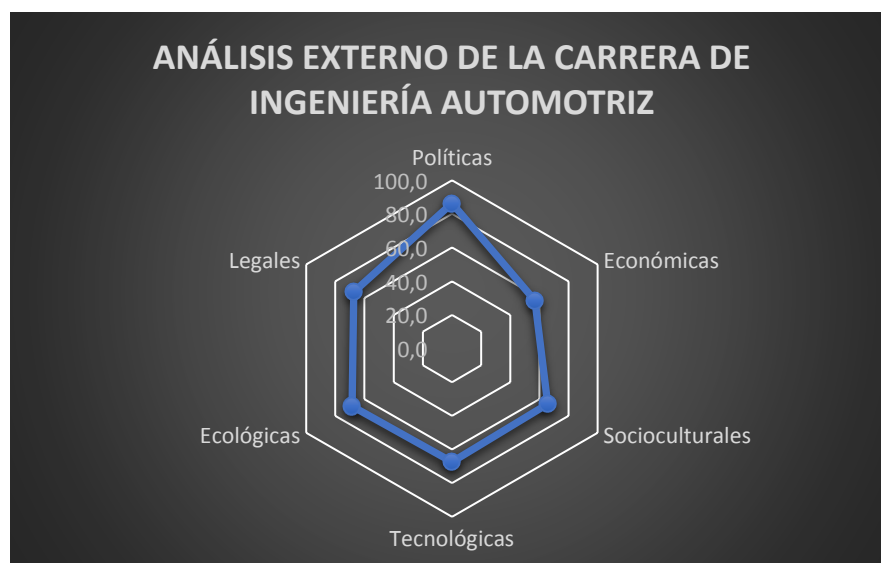 ANÁLISIS EXTERNO DE LA CARRERA DE
INGENIERÍA AUTOMOTRIZ
Políticas
100,0
80,0
60,0
40,0
20,0
0,0
Legales
Económicas
Ecológicas
Socioculturales
Tecnológicas